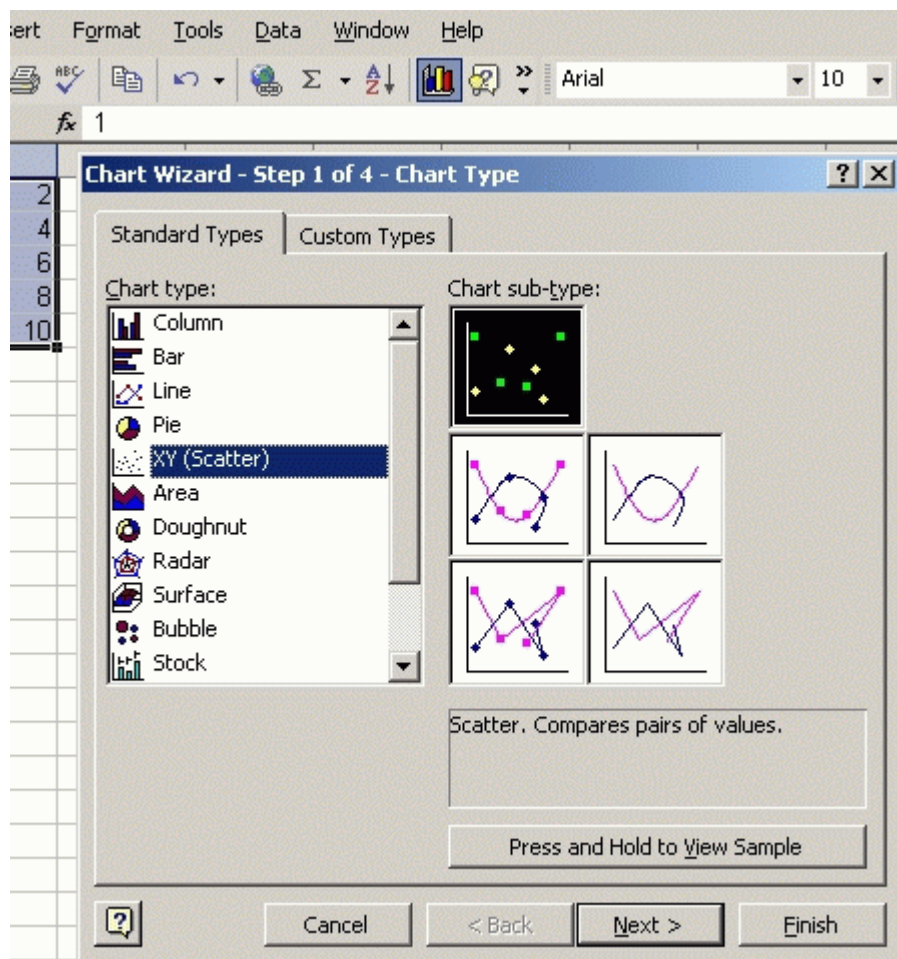 sert Format Tools Data Window Help
ABC Σ A Z Arial 10
fx 1
Chart Wizard - Step 1 of 4 - Chart Type ? X
2
4
6
8
10
Standard Types Custom Types
Chart type:
Column
Bar
Line
Pie
XY (Scatter)
Area
Doughnut
Radar
Surface
Bubble
Stock
Chart sub-type:
Scatter. Compares pairs of values.
Press and Hold to View Sample
? Cancel < Back Next > Finish